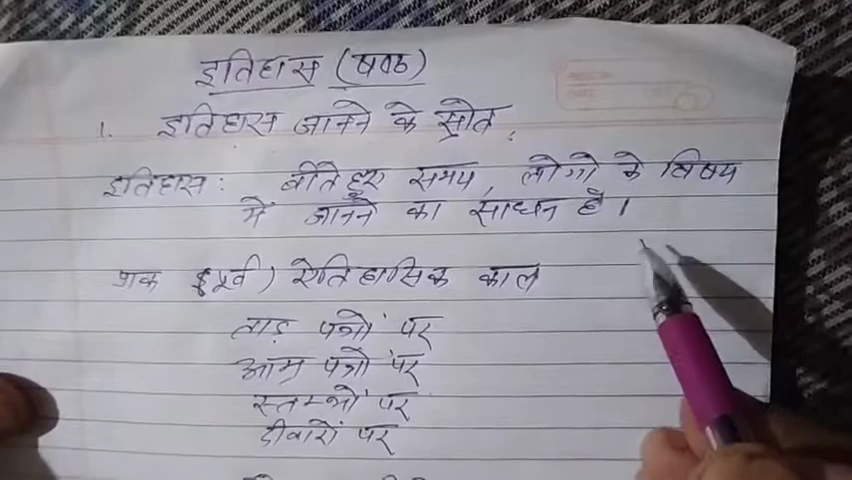 इतिहास (षष्ठ)
1. इतिहास जानने के स्रोत,
इतिहास : बीते हुए समय, लोगो के विषय
में जानने का साधन है।
प्राक (पूर्व) ऐतिहासिक काल
ताड़ पत्रों पर
आम्र पत्रों पर
स्तम्भों पर
दीवारों पर